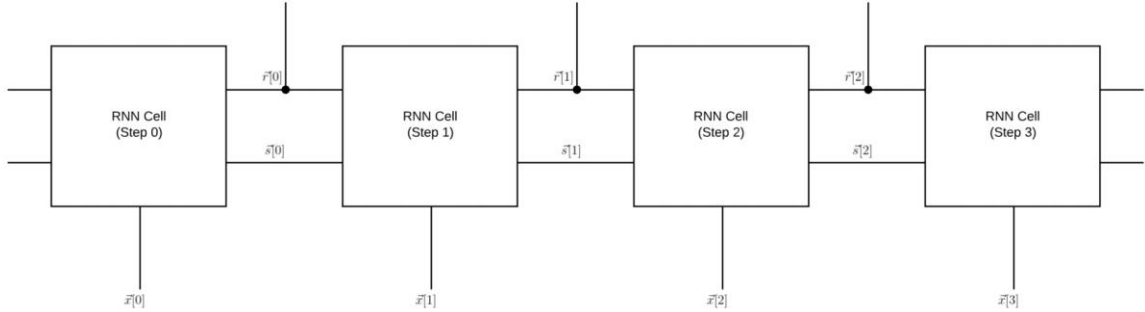 r⃗[0]
r⃗[1]
r⃗[2]
RNN Cell
(Step 0)
RNN Cell
(Step 1)
RNN Cell
(Step 2)
RNN Cell
(Step 3)
s⃗[0]
s⃗[1]
s⃗[2]
x⃗[0]
x⃗[1]
x⃗[2]
x⃗[3]